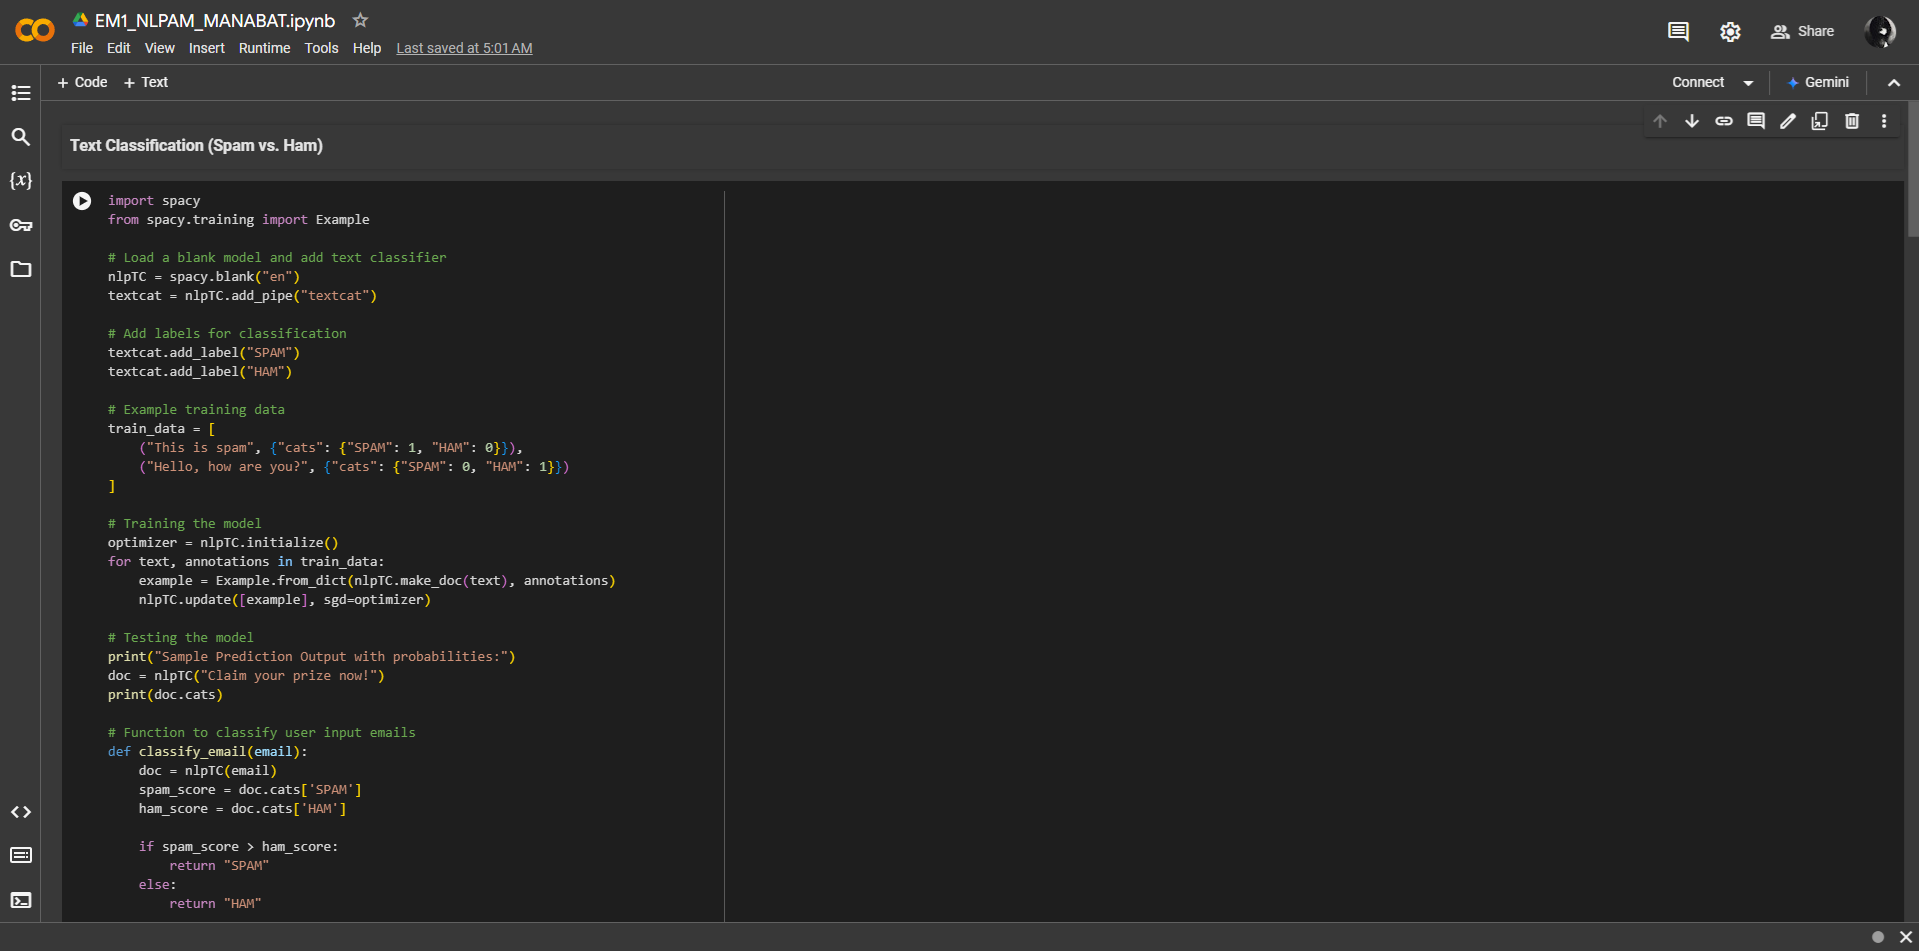 EM1_NLPAM_MANABAT.ipynb
File Edit View Insert Runtime Tools Help Last saved at 5:01 AM
Share
+ Code + Text
Connect
Gemini
Text Classification (Spam vs. Ham)
import spacy
from spacy.training import Example
# Load a blank model and add text classifier
nlpTC = spacy.blank("en")
textcat = nlpTC.add_pipe("textcat")
# Add labels for classification
textcat.add_label("SPAM")
textcat.add_label("HAM")
# Example training data
train_data = [
    ("This is spam", {"cats": {"SPAM": 1, "HAM": 0}}),
    ("Hello, how are you?", {"cats": {"SPAM": 0, "HAM": 1}})
]
# Training the model
optimizer = nlpTC.initialize()
for text, annotations in train_data:
    example = Example.from_dict(nlpTC.make_doc(text), annotations)
    nlpTC.update([example], sgd=optimizer)
# Testing the model
print("Sample Prediction Output with probabilities:")
doc = nlpTC("Claim your prize now!")
print(doc.cats)
# Function to classify user input emails
def classify_email(email):
    doc = nlpTC(email)
    spam_score = doc.cats['SPAM']
    ham_score = doc.cats['HAM']
    if spam_score > ham_score:
        return "SPAM"
    else:
        return "HAM"